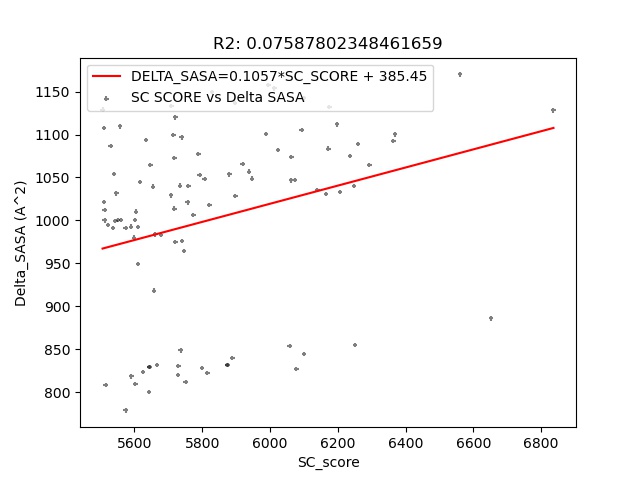 R2: 0.07587802348461659
DELTA_SASA=0.1057*SC_SCORE + 385.45
SC SCORE vs Delta SASA
1150
1100
1050
1000
950
900
850
800
Delta_SASA (A^2)
5600 5800 6000 6200 6400 6600 6800
SC_score